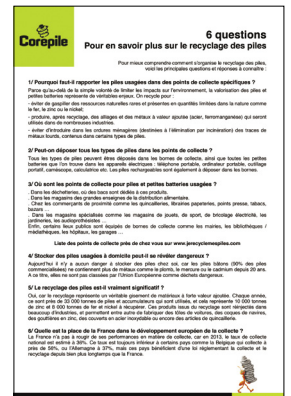 Corepile
6 questions
Pour en savoir plus sur le recyclage des piles
Pour mieux comprendre comment s'organise le recyclage des piles,
voici les principales questions et réponses à connaître :
1/ Pourquoi faut-il rapporter les piles usagées dans des points de collecte spécifiques ?
Parce qu'au-delà de la simple volonté de limiter les impacts sur l'environnement, la valorisation des piles et
petites batteries représente de véritables enjeux. On recycle pour :
- éviter de gaspiller des ressources naturelles rares et présentes en quantités limitées dans la nature comme
le fer, le zinc ou le nickel;
- produire, après recyclage, des alliages et des métaux à valeur ajoutée (acier, ferromanganèse) qui seront
utilisés dans de nombreuses industries.
- éviter d'introduire dans les ordures ménagères (destinées à l'élimination par incinération) des traces de
métaux lourds, contenus dans certains types de piles.
2/ Peut-on déposer tous les types de piles dans les points de collecte ?
Tous les types de piles peuvent être déposés dans les bornes de collecte, ainsi que toutes les petites
batteries que l'on trouve dans les appareils électriques : téléphone portable, ordinateur portable, outillage
portatif, caméscope, calculatrice etc. Les piles rechargeables sont également à déposer dans les bornes.
3/ Où sont les points de collecte pour piles et petites batteries usagées ?
. Dans les déchetteries, où des bacs sont dédiés à ces produits.
. Dans les magasins des grandes enseignes de la distribution alimentaire.
. Chez les commerçants de proximité comme les quincailleries, librairies papeteries, points presse, tabacs,
bazars ...
. Dans les magasins spécialisés comme les magasins de jouets, de sport, de bricolage électricité, les
jardineries, les audioprothésistes ...
Enfin, certains lieux publics sont équipés de bornes de collecte comme les mairies, les bibliothèques /
médiathèques, les hôpitaux, les garages ...
Liste des points de collecte près de chez vous sur www.jerecyclemespiles.com
4/ Stocker des piles usagées à domicile peut-il se révéler dangereux ?
Aujourd'hui il n'y a aucun danger à stocker des piles chez soi, car les piles bâtons (90% des piles
commercialisées) ne contiennent plus de métaux comme le plomb, le mercure ou le cadmium depuis 20 ans.
A ce titre, elles ne sont pas classées par l'Union Européenne comme déchets dangereux.
5/ Le recyclage des piles est-il vraiment significatif ?
Oui, car le recyclage représente un véritable gisement de matériaux à forte valeur ajoutée. Chaque année,
ce sont près de 32 000 tonnes de piles et accumulateurs qui sont utilisés, et cela représente 10 000 tonnes
de zinc et 8 000 tonnes de fer et nickel à récupérer. Ces produits issus du recyclage sont réinjectés dans
beaucoup d'industries, et permettent entre autre de fabriquer des tôles de voitures, des coques de navires,
des gouttières en zinc, des couverts en acier inoxydable ou encore des articles de quincaillerie.
6/ Quelle est la place de la France dans le développement européen de la collecte ?
La France n'a pas à rougir de ses performances en matière de collecte, car en 2013, le taux de collecte
national est estimé à 36%. Ce taux est toujours inférieur à certains pays comme la Belgique qui collecte à
près de 58%, ou l'Allemagne à 37%, mais ces pays bénéficient d'une loi réglementant la collecte et le
recyclage depuis bien plus longtemps que la France.